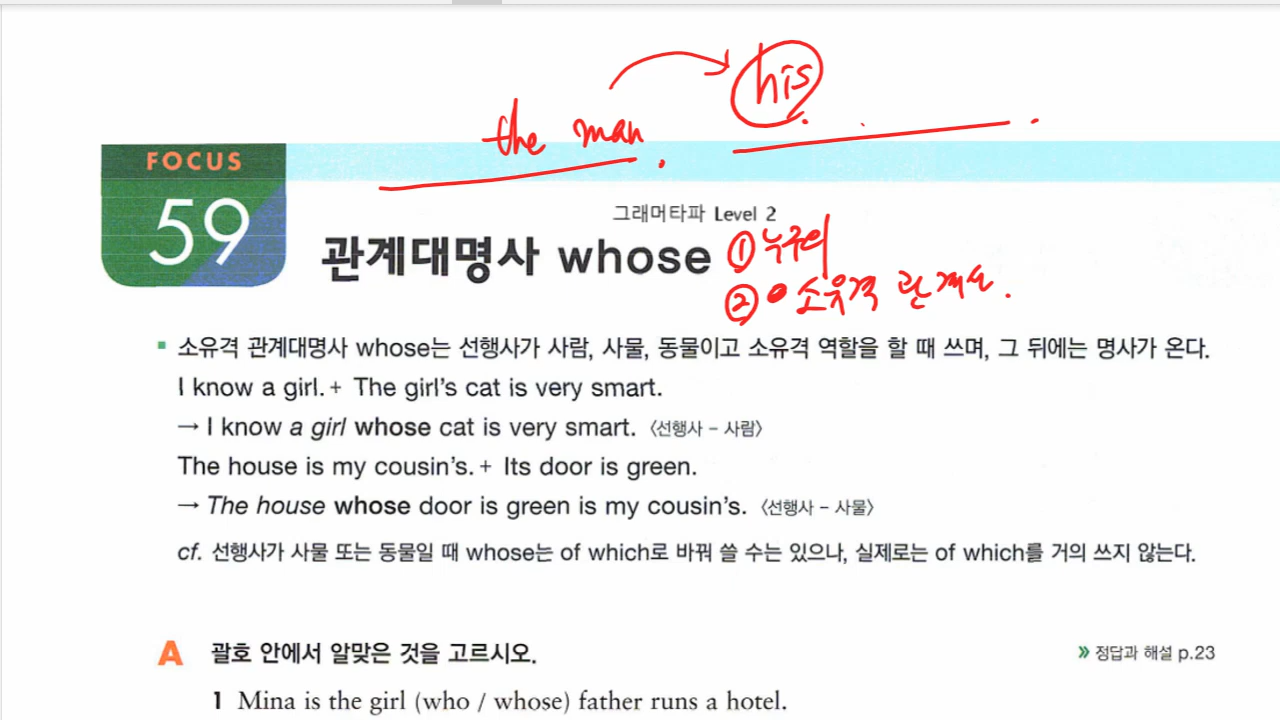 his
the man
FOCUS
59
그래머타파 Level 2
관계대명사 whose
① 누구의
② 소유격 관계대
▪ 소유격 관계대명사 whose는 선행사가 사람, 사물, 동물이고 소유격 역할을 할 때 쓰며, 그 뒤에는 명사가 온다.
I know a girl. + The girl's cat is very smart.
→ I know a girl whose cat is very smart. 〈선행사 – 사람〉
The house is my cousin's. + Its door is green.
→ The house whose door is green is my cousin's. 〈선행사 – 사물〉
cf. 선행사가 사물 또는 동물일 때 whose는 of which로 바꿔 쓸 수는 있으나, 실제로는 of which를 거의 쓰지 않는다.
A 괄호 안에서 알맞은 것을 고르시오.
» 정답과 해설 p.23
1 Mina is the girl (who / whose) father runs a hotel.